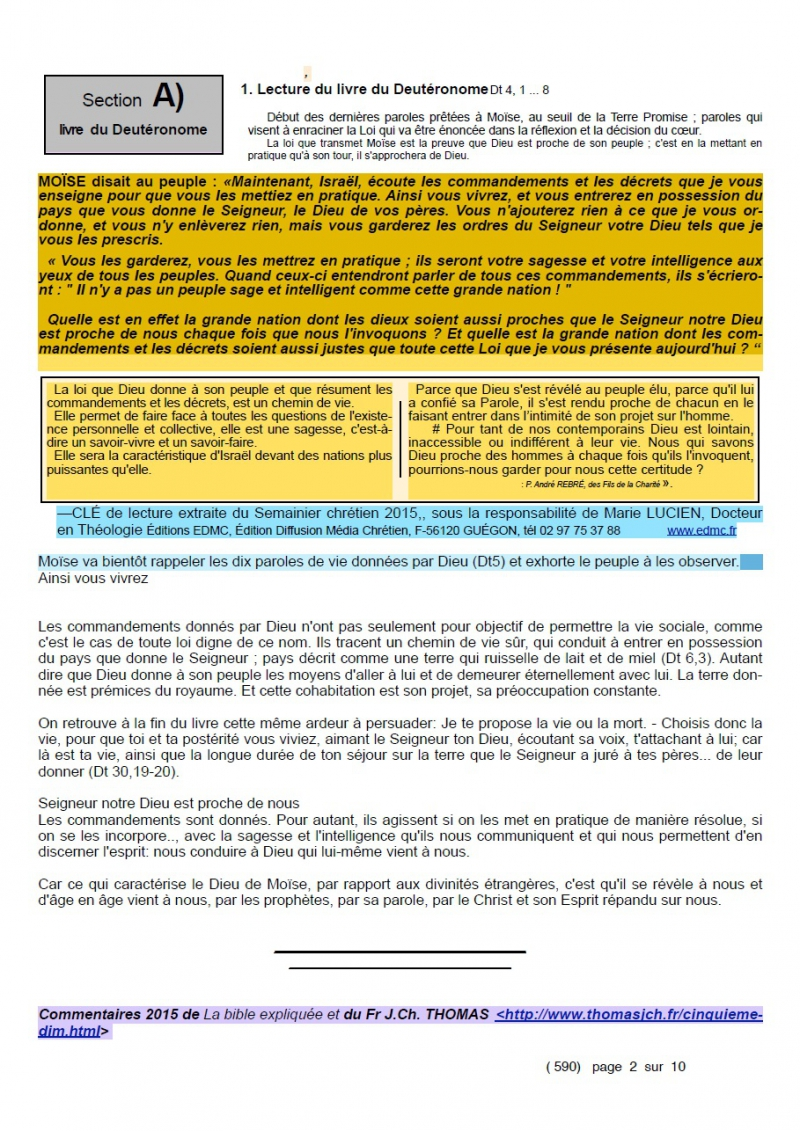 ,
Section A)
livre du Deutéronome
1. Lecture du livre du Deutéronome Dt 4, 1 ... 8
Début des dernières paroles prêtées à Moïse, au seuil de la Terre Promise ; paroles qui
visent à enraciner la Loi qui va être énoncée dans la réflexion et la décision du cœur.
La loi que transmet Moïse est la preuve que Dieu est proche de son peuple ; c'est en la mettant en
pratique qu'à son tour, il s'approchera de Dieu.
MOÏSE disait au peuple : «Maintenant, Israël, écoute les commandements et les décrets que je vous
enseigne pour que vous les mettiez en pratique. Ainsi vous vivrez, et vous entrerez en possession du
pays que vous donne le Seigneur, le Dieu de vos pères. Vous n'ajouterez rien à ce que je vous or-
donne, et vous n'y enlèverez rien, mais vous garderez les ordres du Seigneur votre Dieu tels que je
vous les prescris.
« Vous les garderez, vous les mettrez en pratique ; ils seront votre sagesse et votre intelligence aux
yeux de tous les peuples. Quand ceux-ci entendront parler de tous ces commandements, ils s'écriero-
nt : " Il n'y a pas un peuple sage et intelligent comme cette grande nation ! "
Quelle est en effet la grande nation dont les dieux soient aussi proches que le Seigneur notre Dieu
est proche de nous chaque fois que nous l'invoquons ? Et quelle est la grande nation dont les com-
mandements et les décrets soient aussi justes que toute cette Loi que je vous présente aujourd'hui ? “
La loi que Dieu donne à son peuple et que résument les
commandements et les décrets, est un chemin de vie.
Elle permet de faire face à toutes les questions de l'existe-
nce personnelle et collective, elle est une sagesse, c'est-à-
dire un savoir-vivre et un savoir-faire.
Elle sera la caractéristique d'Israël devant des nations plus
puissantes qu'elle.
Parce que Dieu s'est révélé au peuple élu, parce qu'il lui
a confié sa Parole, il s'est rendu proche de chacun en le
faisant entrer dans l'intimité de son projet sur l'homme.
# Pour tant de nos contemporains Dieu est lointain,
inaccessible ou indifférent à leur vie. Nous qui savons
Dieu proche des hommes à chaque fois qu'ils l'invoquent,
pourrions-nous garder pour nous cette certitude ?
: P. André REBRÉ, des Fils de la Charité » .
—CLÉ de lecture extraite du Semainier chrétien 2015,, sous la responsabilité de Marie LUCIEN, Docteur
en Théologie Éditions EDMC, Édition Diffusion Média Chrétien, F-56120 GUÉGON, tél 02 97 75 37 88 www.edmc.fr
Moïse va bientôt rappeler les dix paroles de vie données par Dieu (Dt5) et exhorte le peuple à les observer.
Ainsi vous vivrez
Les commandements donnés par Dieu n'ont pas seulement pour objectif de permettre la vie sociale, comme
c'est le cas de toute loi digne de ce nom. Ils tracent un chemin de vie sûr, qui conduit à entrer en possession
du pays que donne le Seigneur ; pays décrit comme une terre qui ruisselle de lait et de miel (Dt 6,3). Autant
dire que Dieu donne à son peuple les moyens d'aller à lui et de demeurer éternellement avec lui. La terre don-
née est prémices du royaume. Et cette cohabitation est son projet, sa préoccupation constante.
On retrouve à la fin du livre cette même ardeur à persuader: Je te propose la vie ou la mort. - Choisis donc la
vie, pour que toi et ta postérité vous viviez, aimant le Seigneur ton Dieu, écoutant sa voix, t'attachant à lui; car
là est ta vie, ainsi que la longue durée de ton séjour sur la terre que le Seigneur a juré à tes pères... de leur
donner (Dt 30,19-20).
Seigneur notre Dieu est proche de nous
Les commandements sont donnés. Pour autant, ils agissent si on les met en pratique de manière résolue, si
on se les incorpore.., avec la sagesse et l'intelligence qu'ils nous communiquent et qui nous permettent d'en
discerner l'esprit: nous conduire à Dieu qui lui-même vient à nous.
Car ce qui caractérise le Dieu de Moïse, par rapport aux divinités étrangères, c'est qu'il se révèle à nous et
d'âge en âge vient à nous, par les prophètes, par sa parole, par le Christ et son Esprit répandu sur nous.
Commentaires 2015 de La bible expliquée et du Fr J.Ch. THOMAS <http://www.thomasjch.fr/cinquieme-
dim.html>
( 590) page 2 sur 10